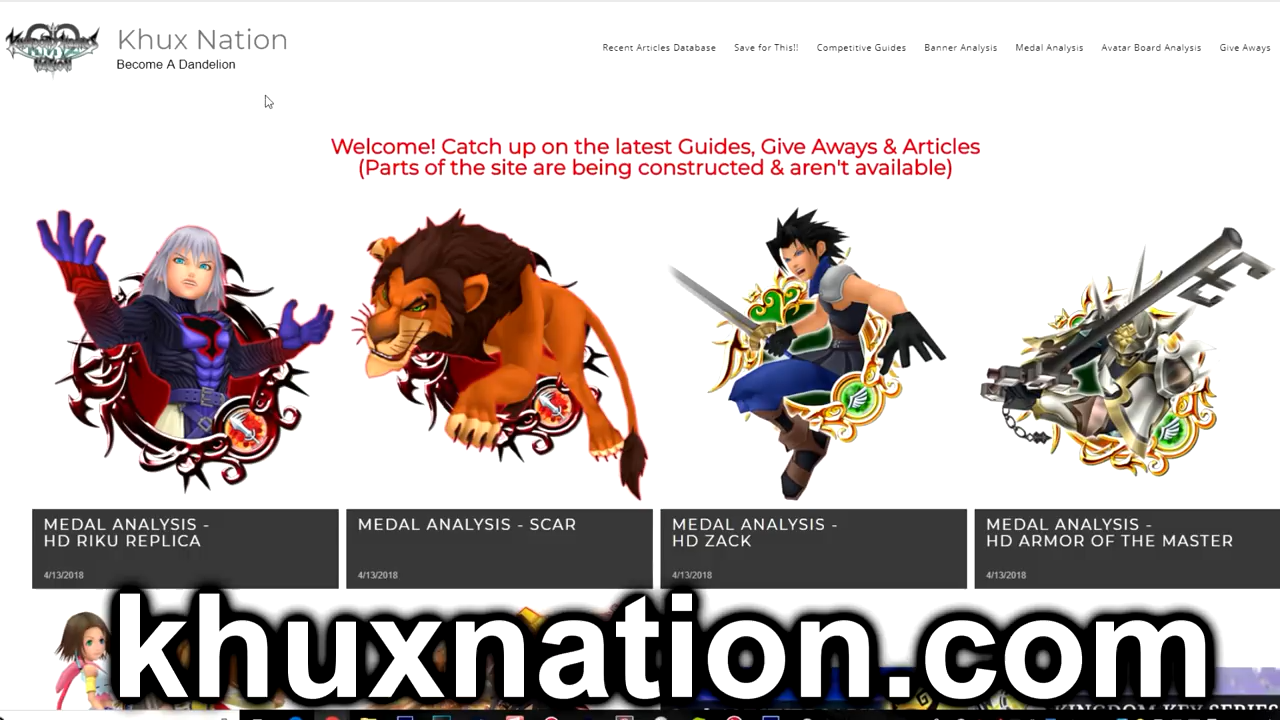 Khux Nation
Become A Dandelion
Recent Articles Database Save for This!! Competitive Guides Banner Analysis Medal Analysis Avatar Board Analysis Give Aways
Welcome! Catch up on the latest Guides, Give Aways & Articles
(Parts of the site are being constructed & aren't available)
MEDAL ANALYSIS -
HD RIKU REPLICA
4/13/2018
MEDAL ANALYSIS - SCAR
4/13/2018
MEDAL ANALYSIS -
HD ZACK
4/13/2018
MEDAL ANALYSIS -
HD ARMOR OF THE MASTER
4/13/2018
khuxnation.com
KINGDOM KEY SERIES